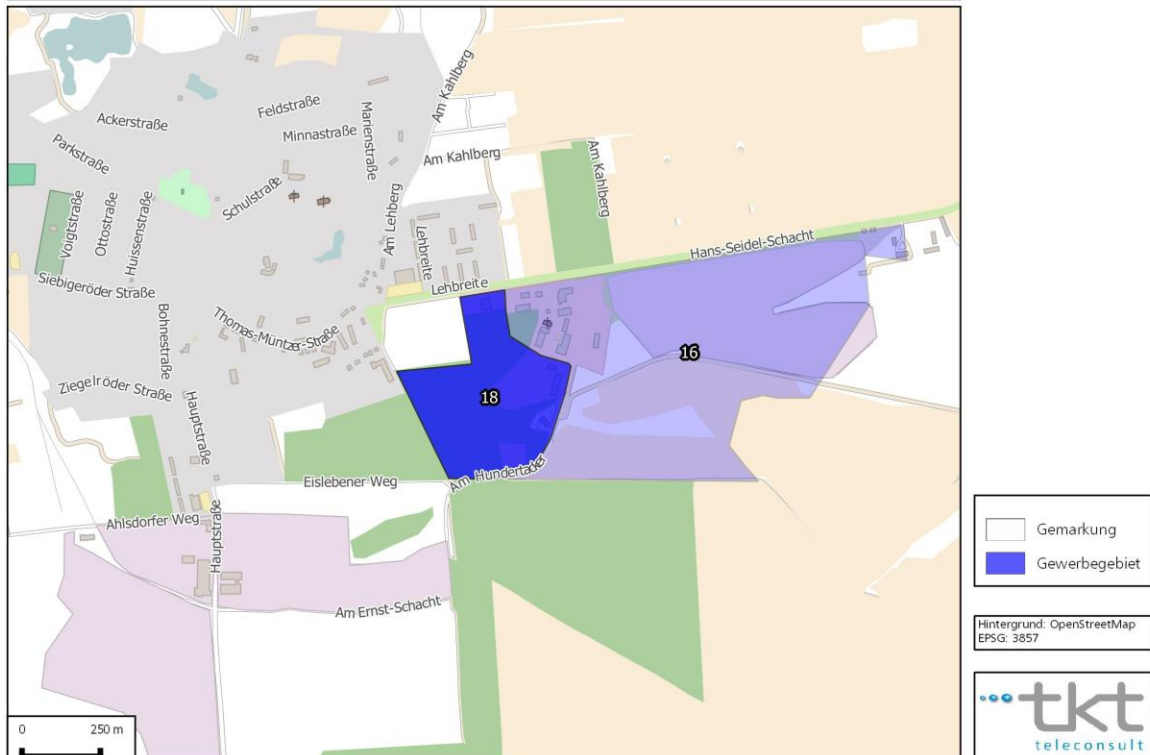 Am Kahlberg
Ackerstraße
Feldstraße
Marienstraße
Minnastraße
Parkstraße
Am Kahlberg
Am Kahlberg
Schulstraße
Voigtstraße
Ottostraße
Huissenstraße
Am Lehberg
Lehbreite
Hans-Seidel-Schacht
Siebigeröder Straße
Lehbreite
Bohnestraße
Thomas-Müntzer-Straße
16
Ziegelröder Straße
18
Hauptstraße
Am Hundertacker
Eislebener Weg
Ahlsdorfer Weg
Hauptstraße
Am Ernst-Schacht
0 250 m
Gemarkung
Gewerbegebiet
Hintergrund: OpenStreetMap
EPSG: 3857
tkt
teleconsult